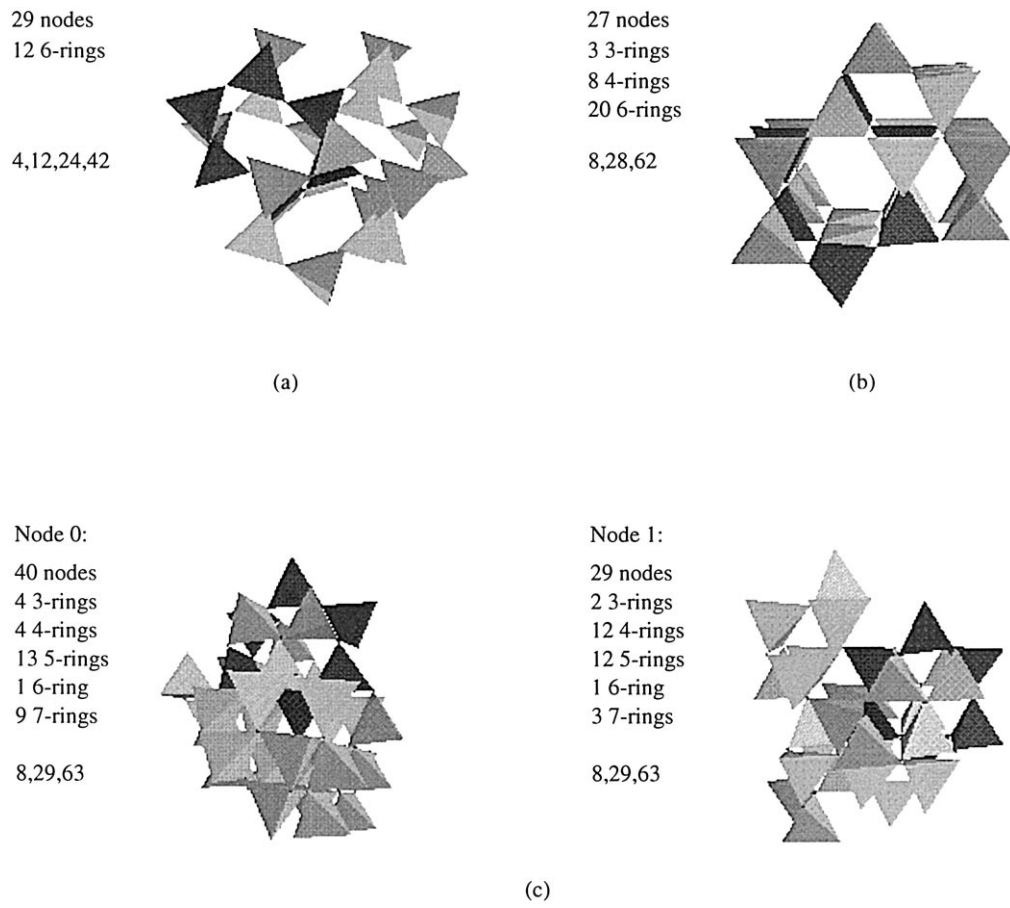 29 nodes
12 6-rings
4,12,24,42
(a)
27 nodes
3 3-rings
8 4-rings
20 6-rings
8,28,62
(b)
Node 0:
40 nodes
4 3-rings
4 4-rings
13 5-rings
1 6-ring
9 7-rings
8,29,63
Node 1:
29 nodes
2 3-rings
12 4-rings
12 5-rings
1 6-ring
3 7-rings
8,29,63
(c)